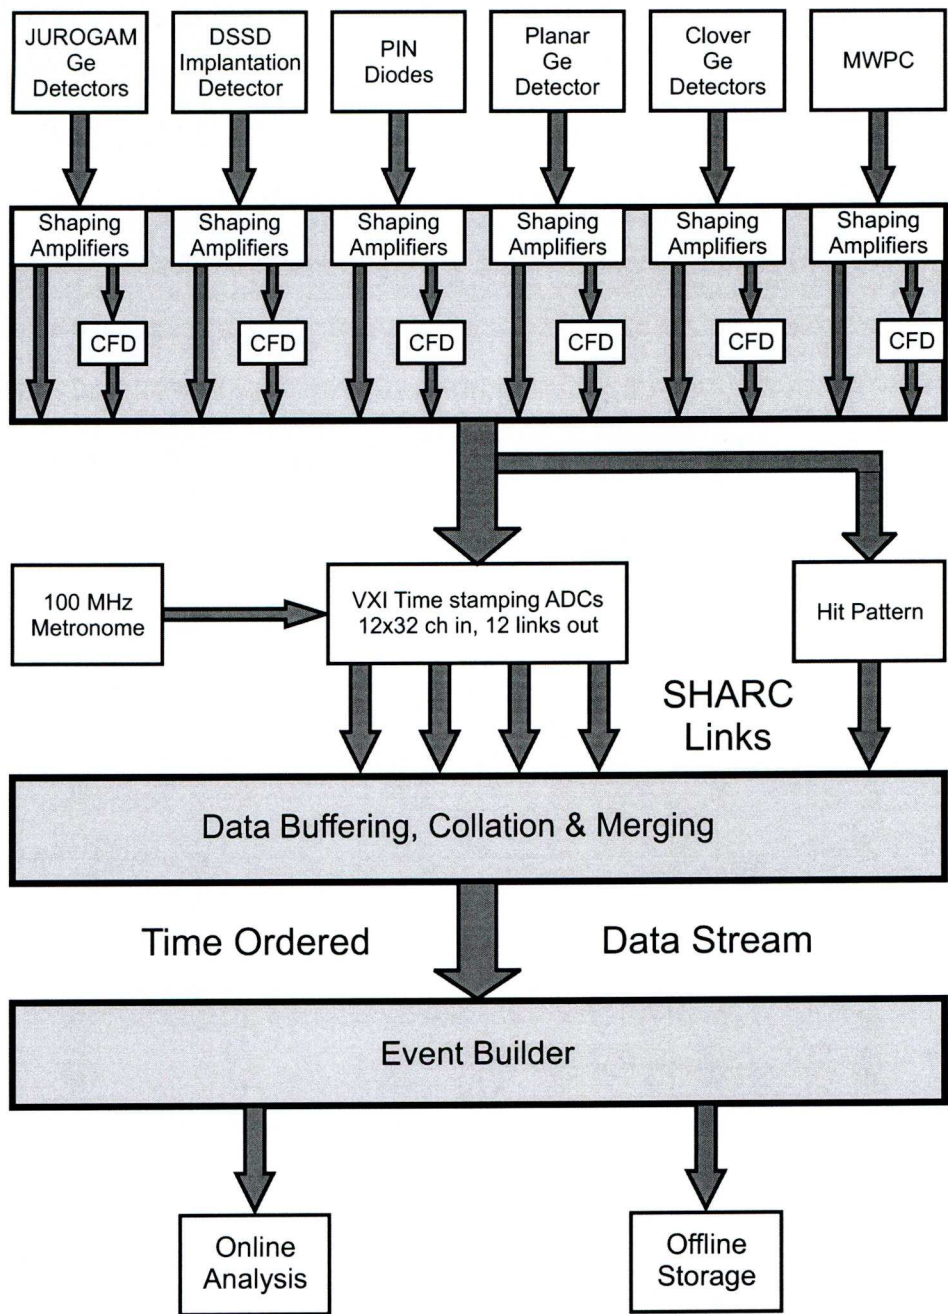 JUROGAM
Ge
Detectors
DSSD
Implantation
Detector
PIN
Diodes
Planar
Ge
Detector
Clover
Ge
Detectors
MWPC
Shaping
Amplifiers
Shaping
Amplifiers
Shaping
Amplifiers
Shaping
Amplifiers
Shaping
Amplifiers
Shaping
Amplifiers
CFD
CFD
CFD
CFD
CFD
CFD
100 MHz
Metronome
VXI Time stamping ADCs
12x32 ch in, 12 links out
Hit Pattern
SHARC
Links
Data Buffering, Collation & Merging
Time Ordered
Data Stream
Event Builder
Online
Analysis
Offline
Storage